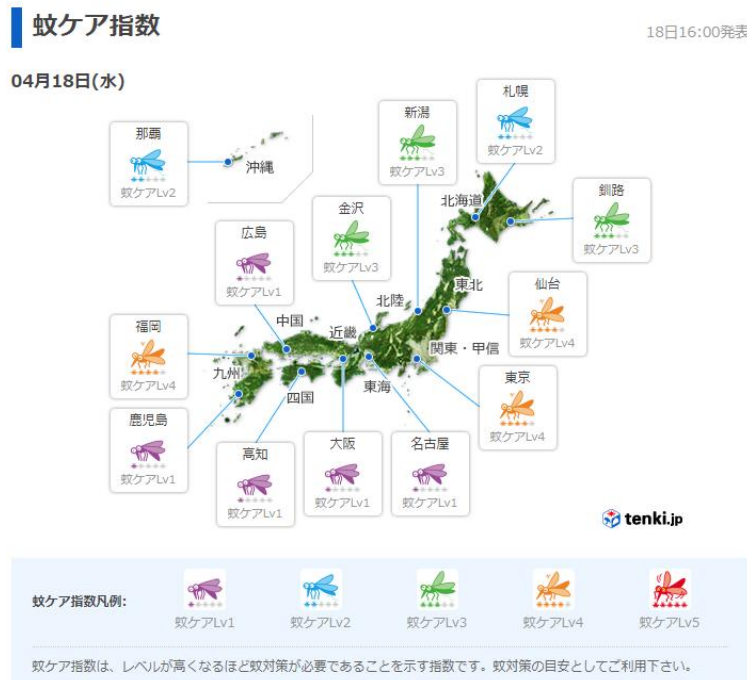 蚊ケア指数
18日16:00発表
04月18日(水)
札幌
蚊ケアLv2
新潟
蚊ケアLv3
那覇
蚊ケアLv2
沖縄
釧路
蚊ケアLv3
北海道
金沢
蚊ケアLv3
広島
蚊ケアLv1
仙台
蚊ケアLv4
東北
北陸
福岡
蚊ケアLv4
中国
近畿
関東・甲信
九州
四国
東海
東京
蚊ケアLv4
鹿児島
蚊ケアLv1
高知
蚊ケアLv1
大阪
蚊ケアLv1
名古屋
蚊ケアLv1
tenki.jp
蚊ケア指数凡例:
蚊ケアLv1
蚊ケアLv2
蚊ケアLv3
蚊ケアLv4
蚊ケアLv5
蚊ケア指数は、レベルが高くなるほど蚊対策が必要であることを示す指数です。蚊対策の目安としてご利用下さい。